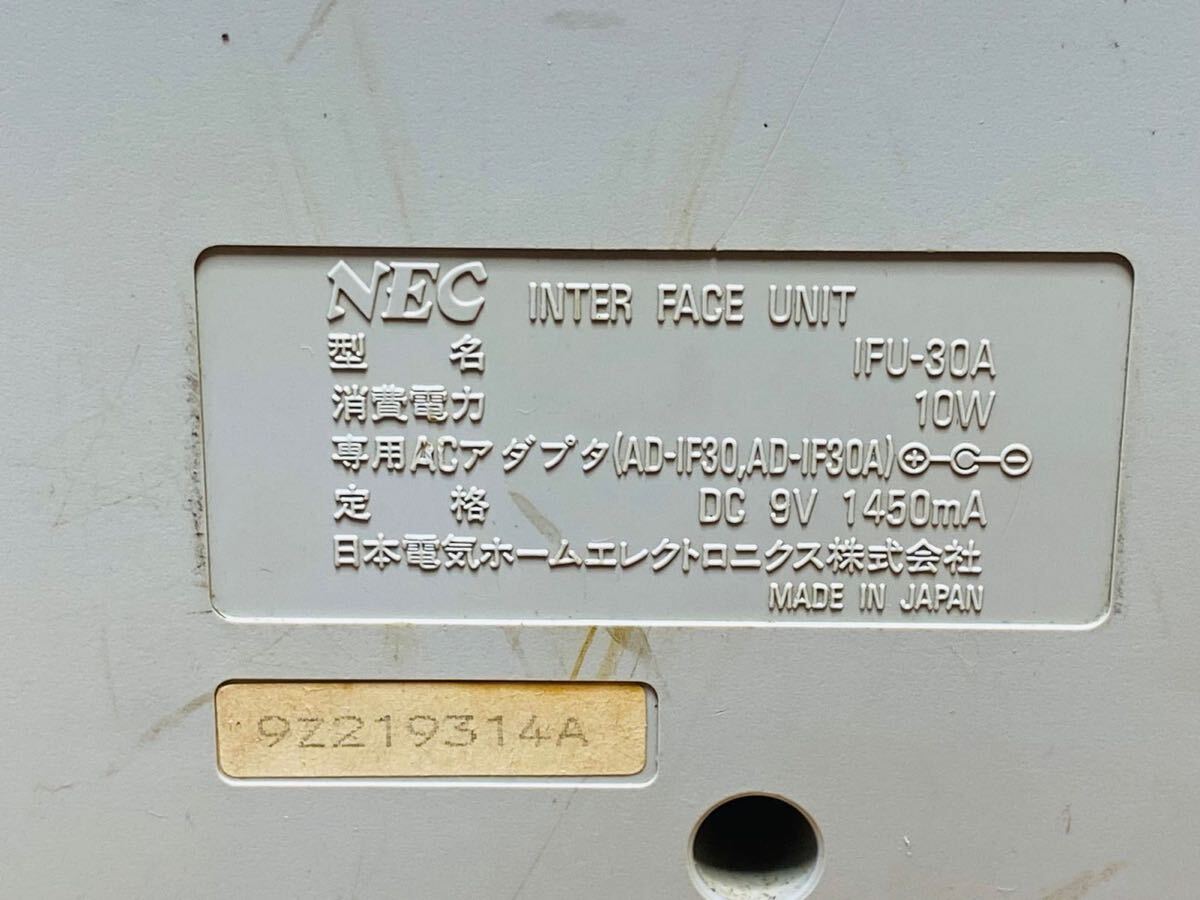 NEC INTER FACE UNIT
型名 IFU-30A
消費電力 10W
専用ACアダプタ(AD-IF30,AD-IF30A)
定格 DC 9V 1450mA
日本電気ホームエレクトロニクス株式会社
MADE IN JAPAN
9Z219314A